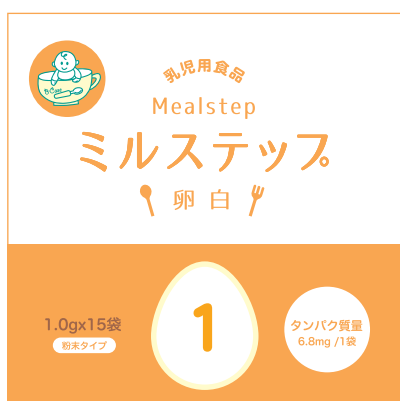 乳児用食品
Mealstep
ミルステップ
卵白
1.0gx15袋
粉末タイプ
1
タンパク質量
6.8mg /1袋